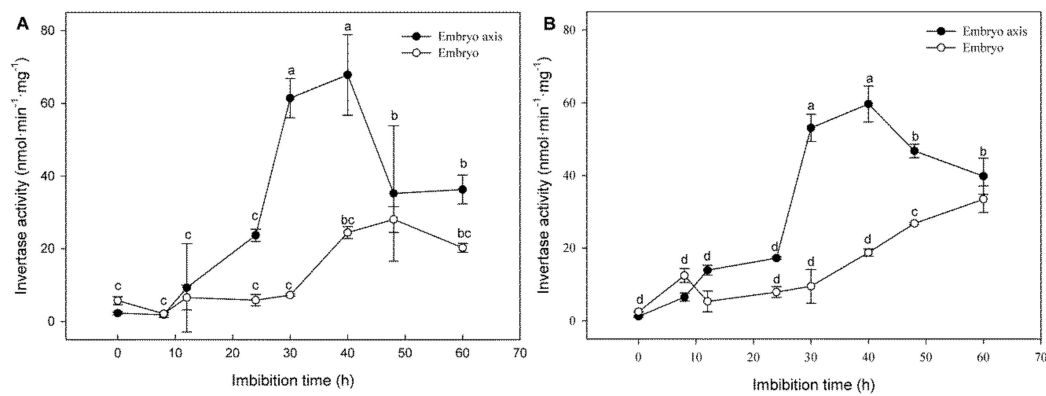 A
Invertase activity (nmol·min⁻¹·mg⁻¹)
80
60
40
20
0
Embryo axis
Embryo
a
a
b
b
c
c
c
c
c
c
bc
bc
0
10
20
30
40
50
60
70
Imbibition time (h)
B
Invertase activity (nmol·min⁻¹·mg⁻¹)
80
60
40
20
0
Embryo axis
Embryo
a
a
b
b
c
d
d
d
d
d
d
d
0
10
20
30
40
50
60
70
Imbibition time (h)